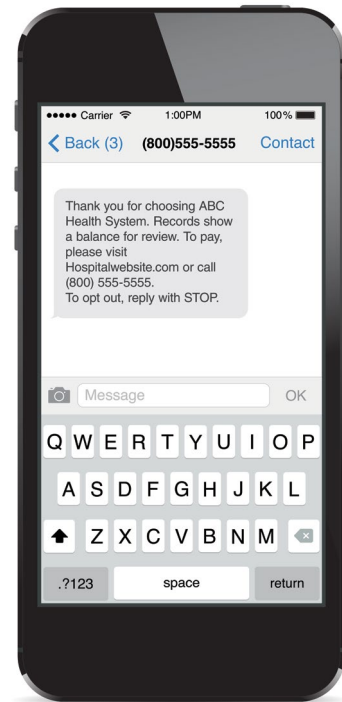 ●●●●● Carrier 1:00PM 100%
Back (3) (800)555-5555 Contact
Thank you for choosing ABC
Health System. Records show
a balance for review. To pay,
please visit
Hospitalwebsite.com or call
(800) 555-5555.
To opt out, reply with STOP.
Message OK
Q W E R T Y U I O P
A S D F G H J K L
Z X C V B N M
.?123 space return